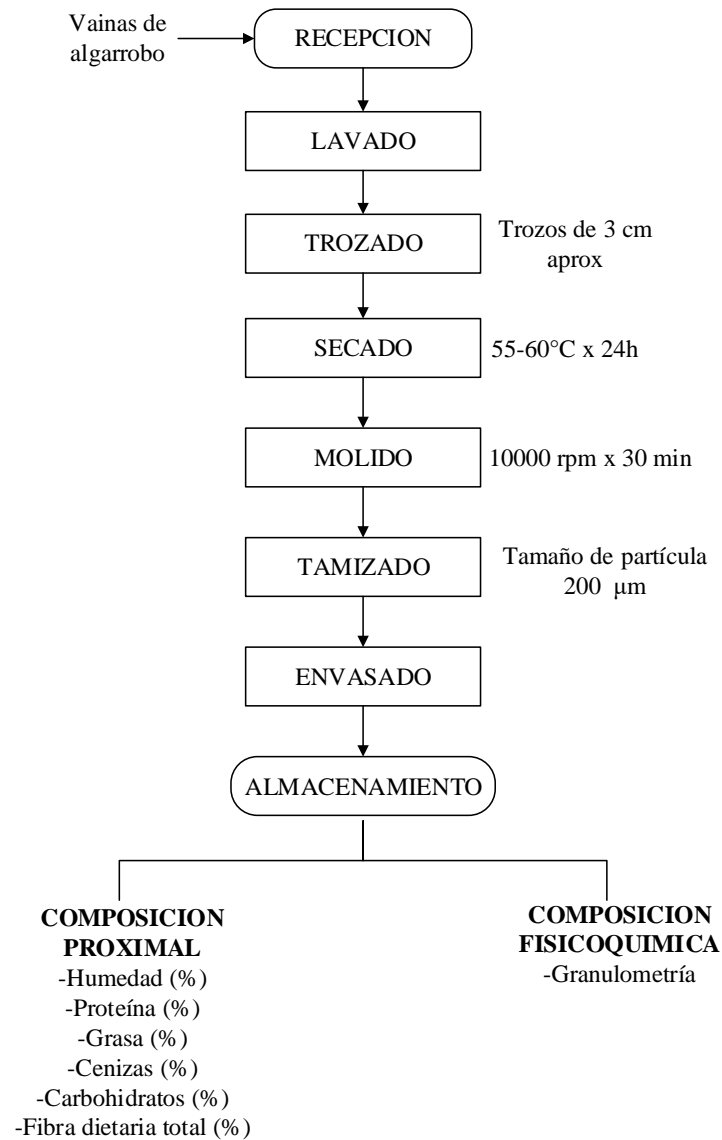 Vainas de
algarrobo
RECEPCION
LAVADO
TROZADO
Trozos de 3 cm
aprox
SECADO
55-60°C x 24h
MOLIDO
10000 rpm x 30 min
TAMIZADO
Tamaño de partícula
200 µm
ENVASADO
ALMACENAMIENTO
COMPOSICION
PROXIMAL
-Humedad (%)
-Proteína (%)
-Grasa (%)
-Cenizas (%)
-Carbohidratos (%)
-Fibra dietaria total (%)
COMPOSICION
FISICOQUIMICA
-Granulometría